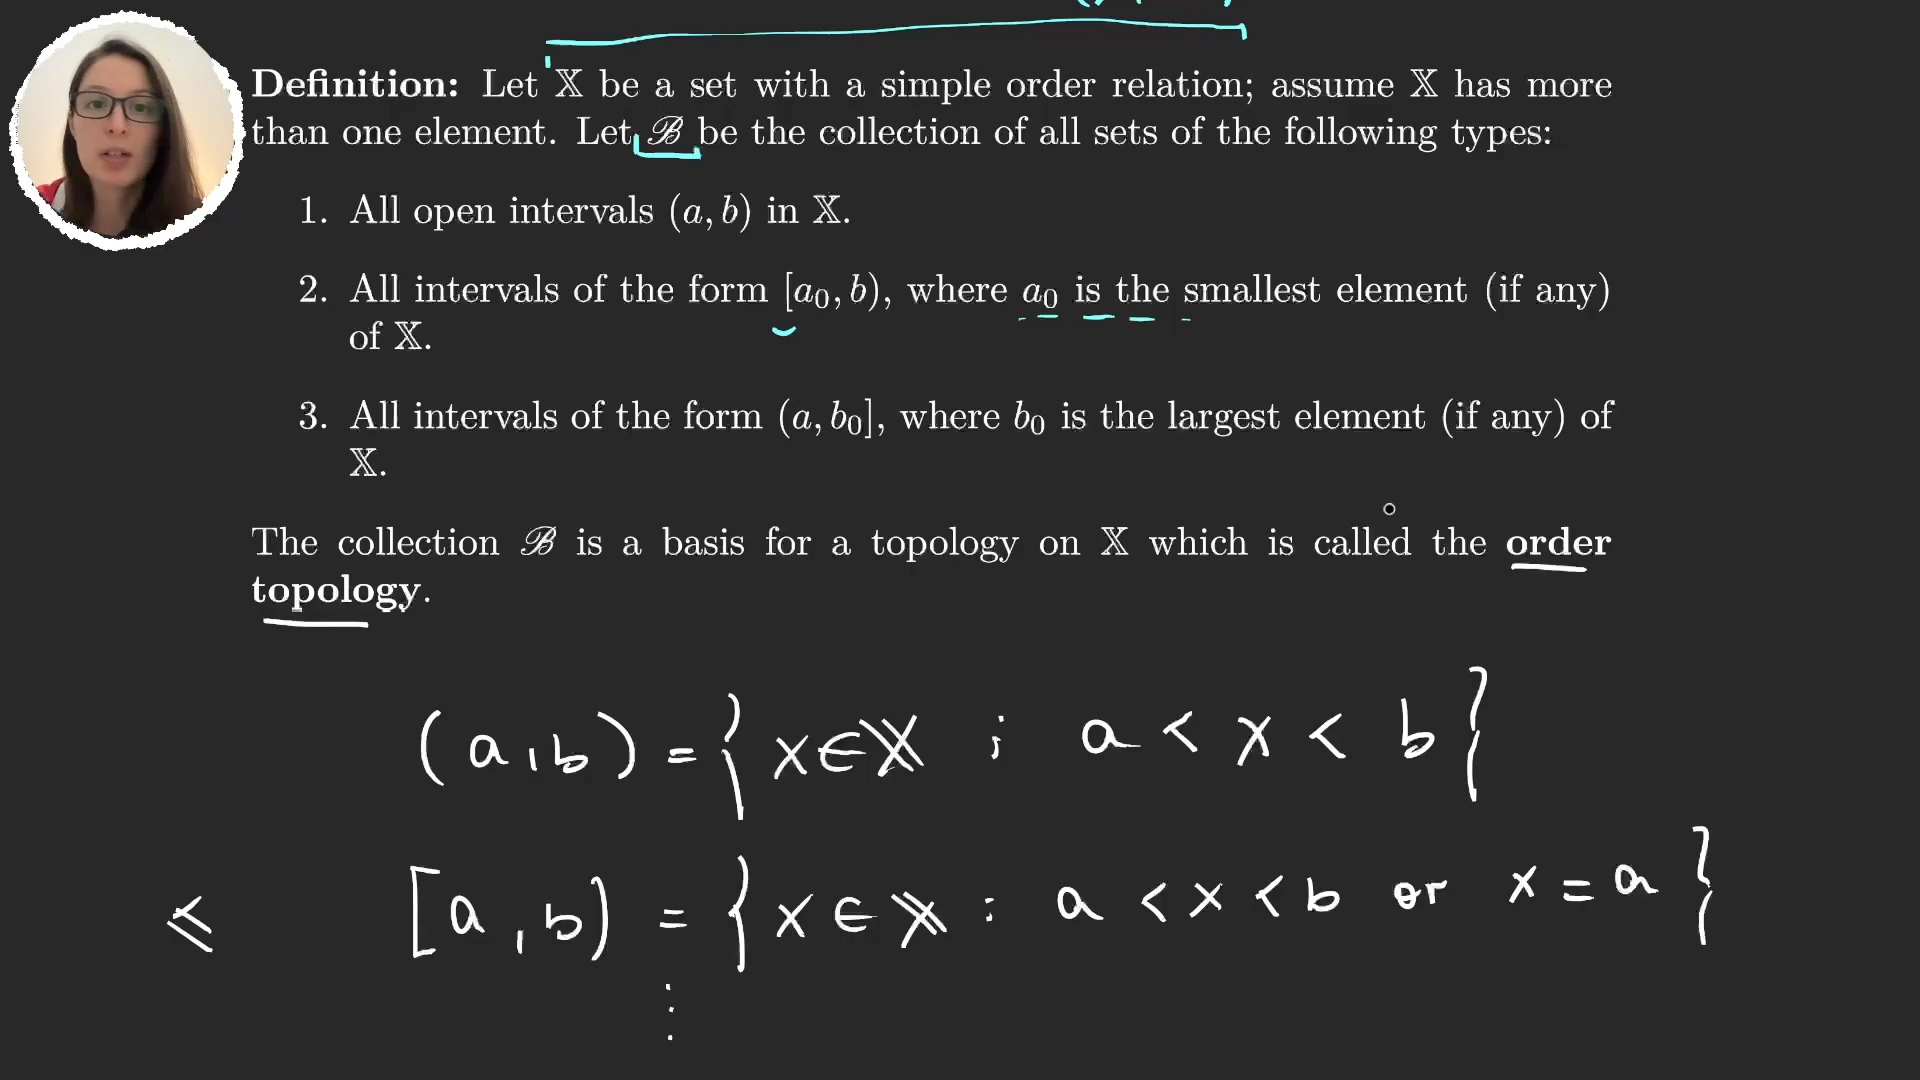 Definition: Let 𝕏 be a set with a simple order relation; assume 𝕏 has more
than one element. Let ℬ be the collection of all sets of the following types:
1. All open intervals (a, b) in 𝕏.
2. All intervals of the form [a₀, b), where a₀ is the smallest element (if any)
of 𝕏.
3. All intervals of the form (a, b₀], where b₀ is the largest element (if any) of
𝕏.
The collection ℬ is a basis for a topology on 𝕏 which is called the order
topology.
(a, b) = { x ∈ 𝕏 ; a < x < b }
⩽ [a, b) = { x ∈ 𝕏 : a < x < b or x = a }
⋮